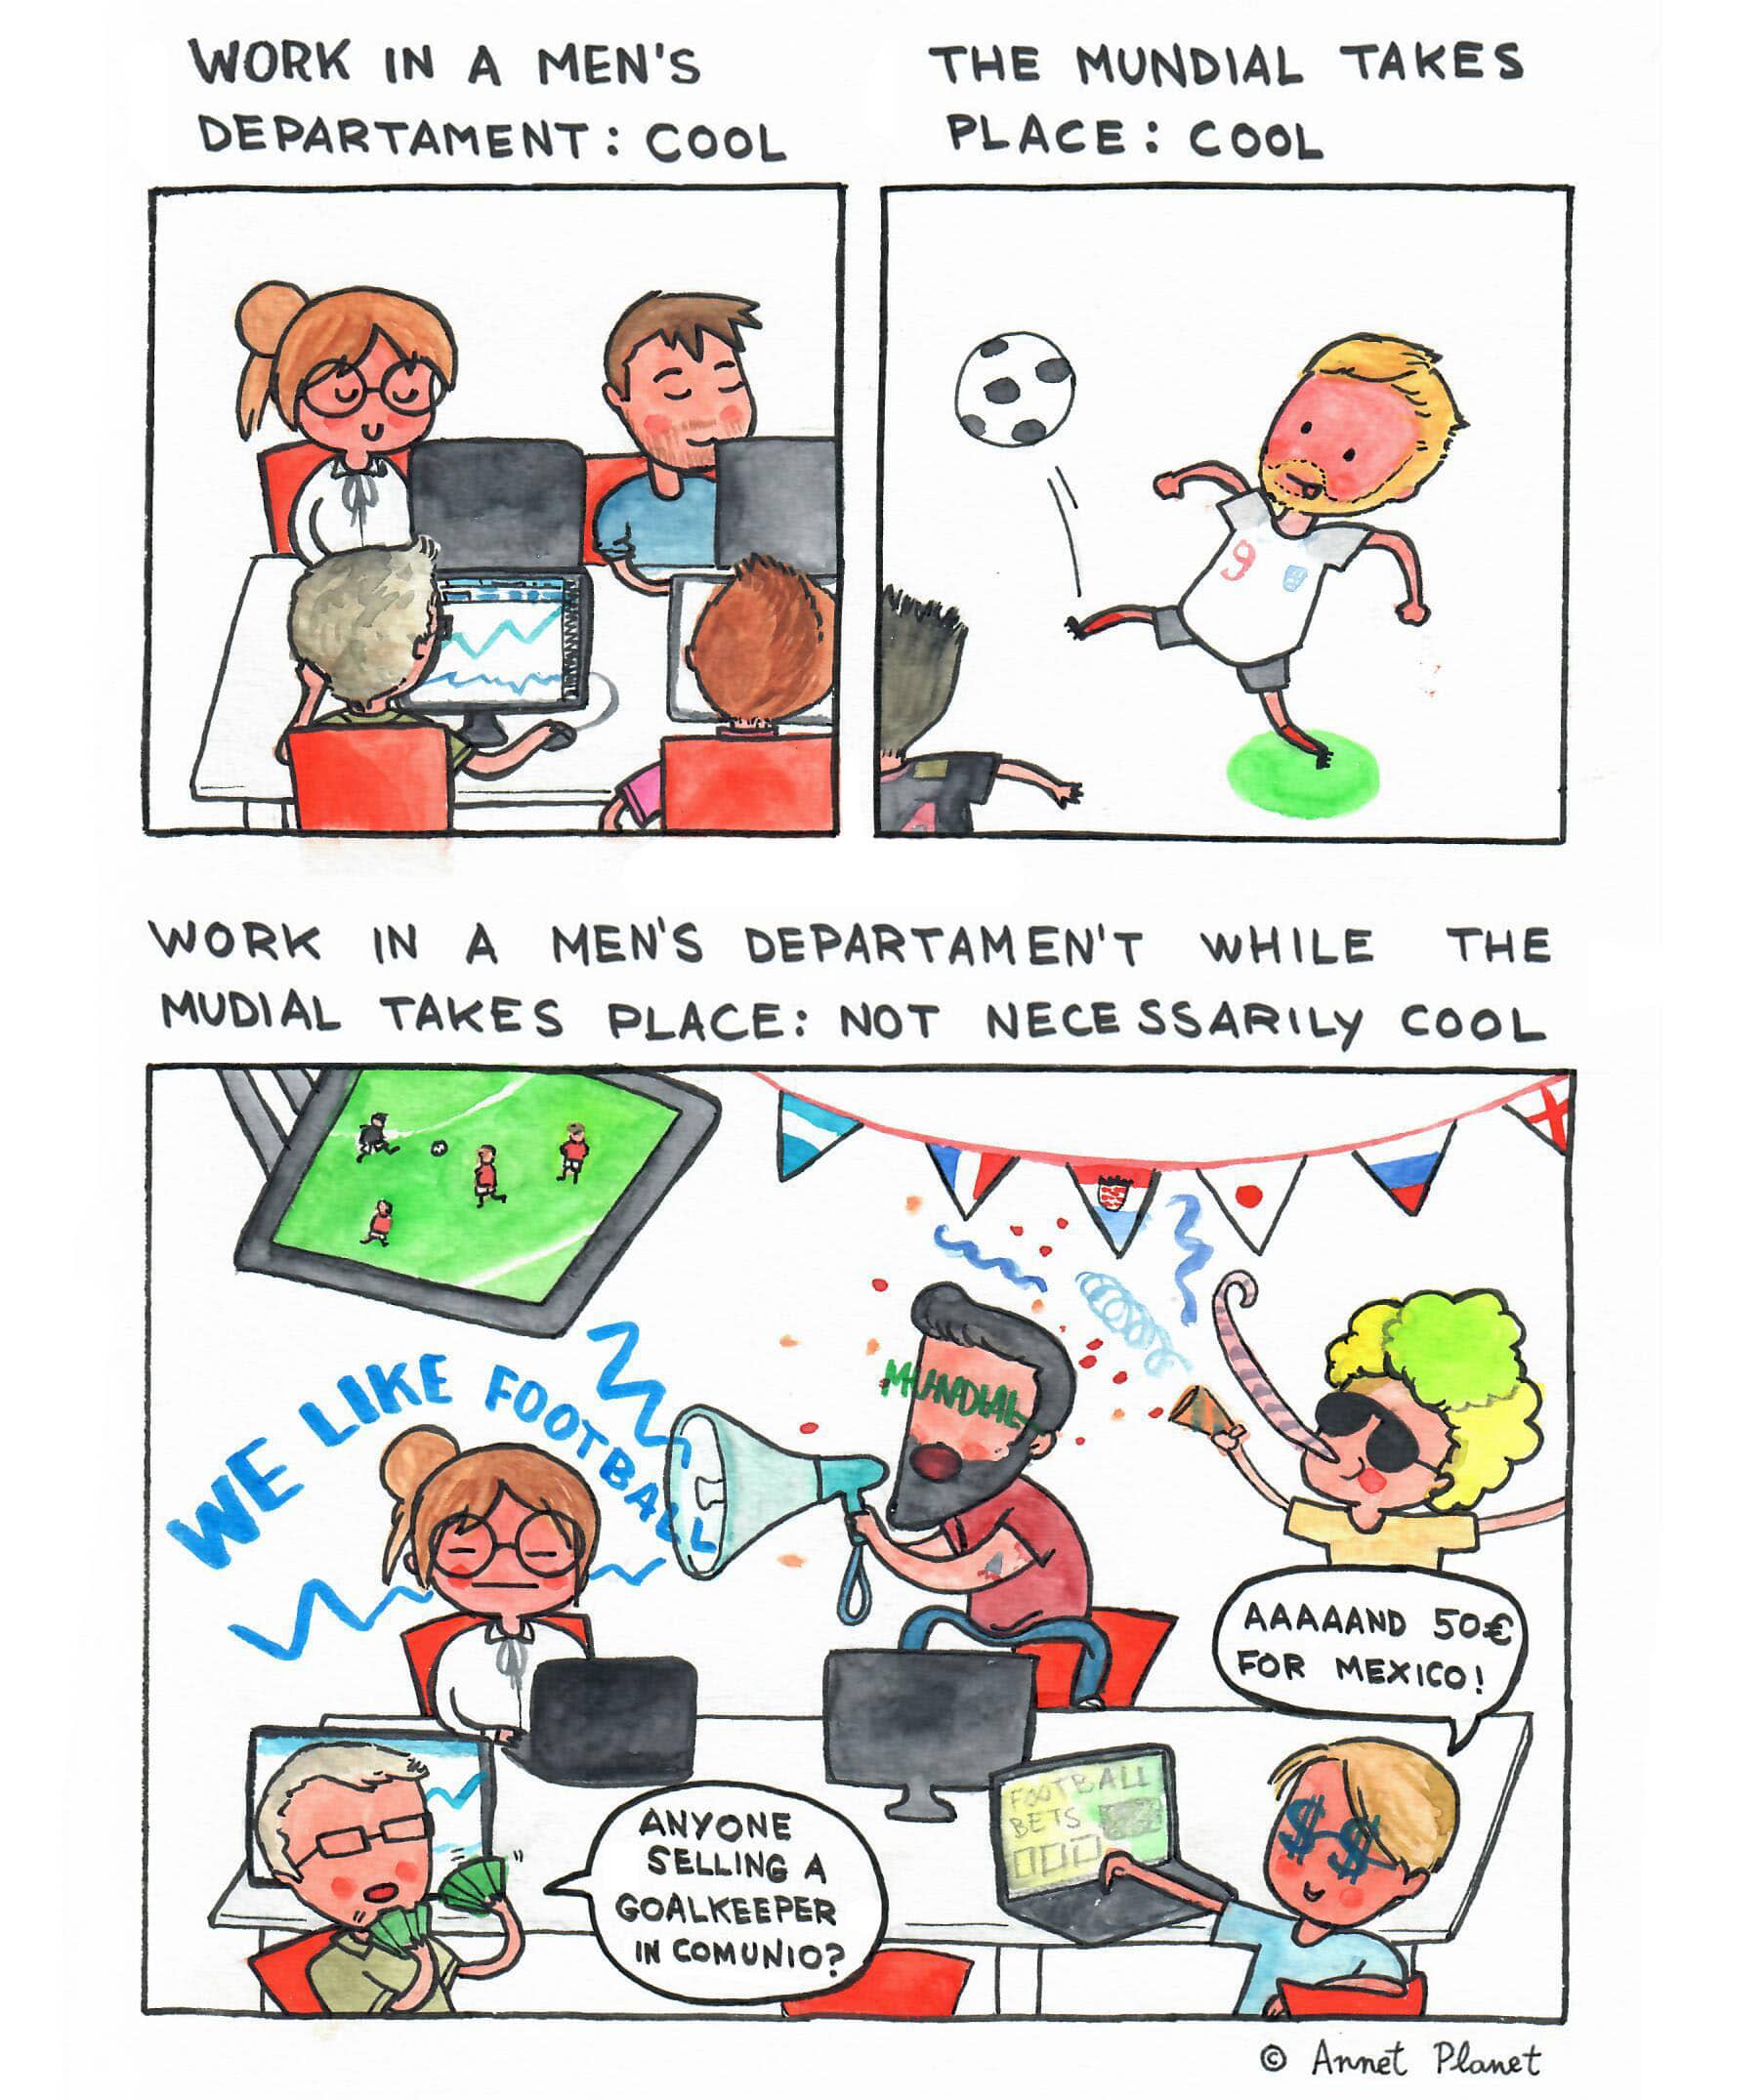 WORK IN A MEN'S
DEPARTAMENT: COOL
THE MUNDIAL TAKES
PLACE: COOL
9
WORK IN A MEN'S DEPARTAMEN'T WHILE THE
MUDIAL TAKES PLACE: NOT NECESSARILY COOL
WE LIKE FOOTBALL
MUNDIAL
AAAAAND 50€
FOR MEXICO!
FOOTBALL
BETS
$ $
ANYONE
SELLING A
GOALKEEPER
IN COMUNIO?
© Annet Planet